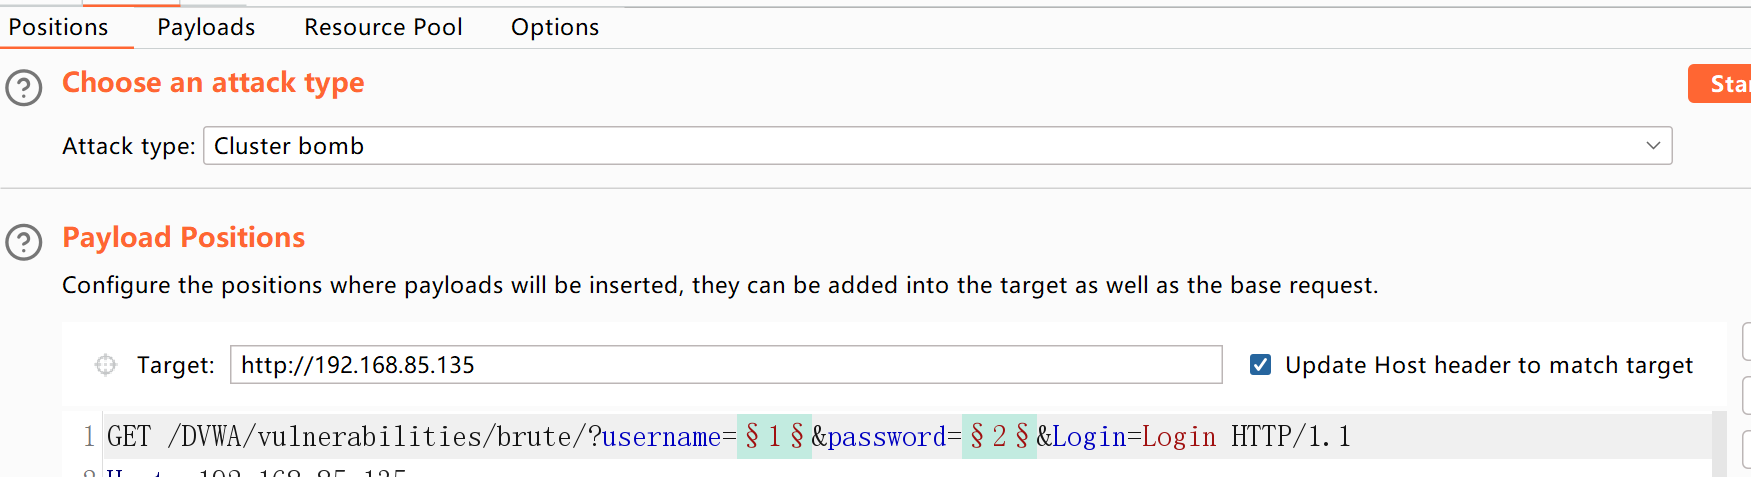 Positions Payloads Resource Pool Options
Choose an attack type
Attack type: Cluster bomb
Payload Positions
Configure the positions where payloads will be inserted, they can be added into the target as well as the base request.
Target: http://192.168.85.135 Update Host header to match target
1 GET /DVWA/vulnerabilities/brute/?username=§1§&password=§2§&Login=Login HTTP/1.1